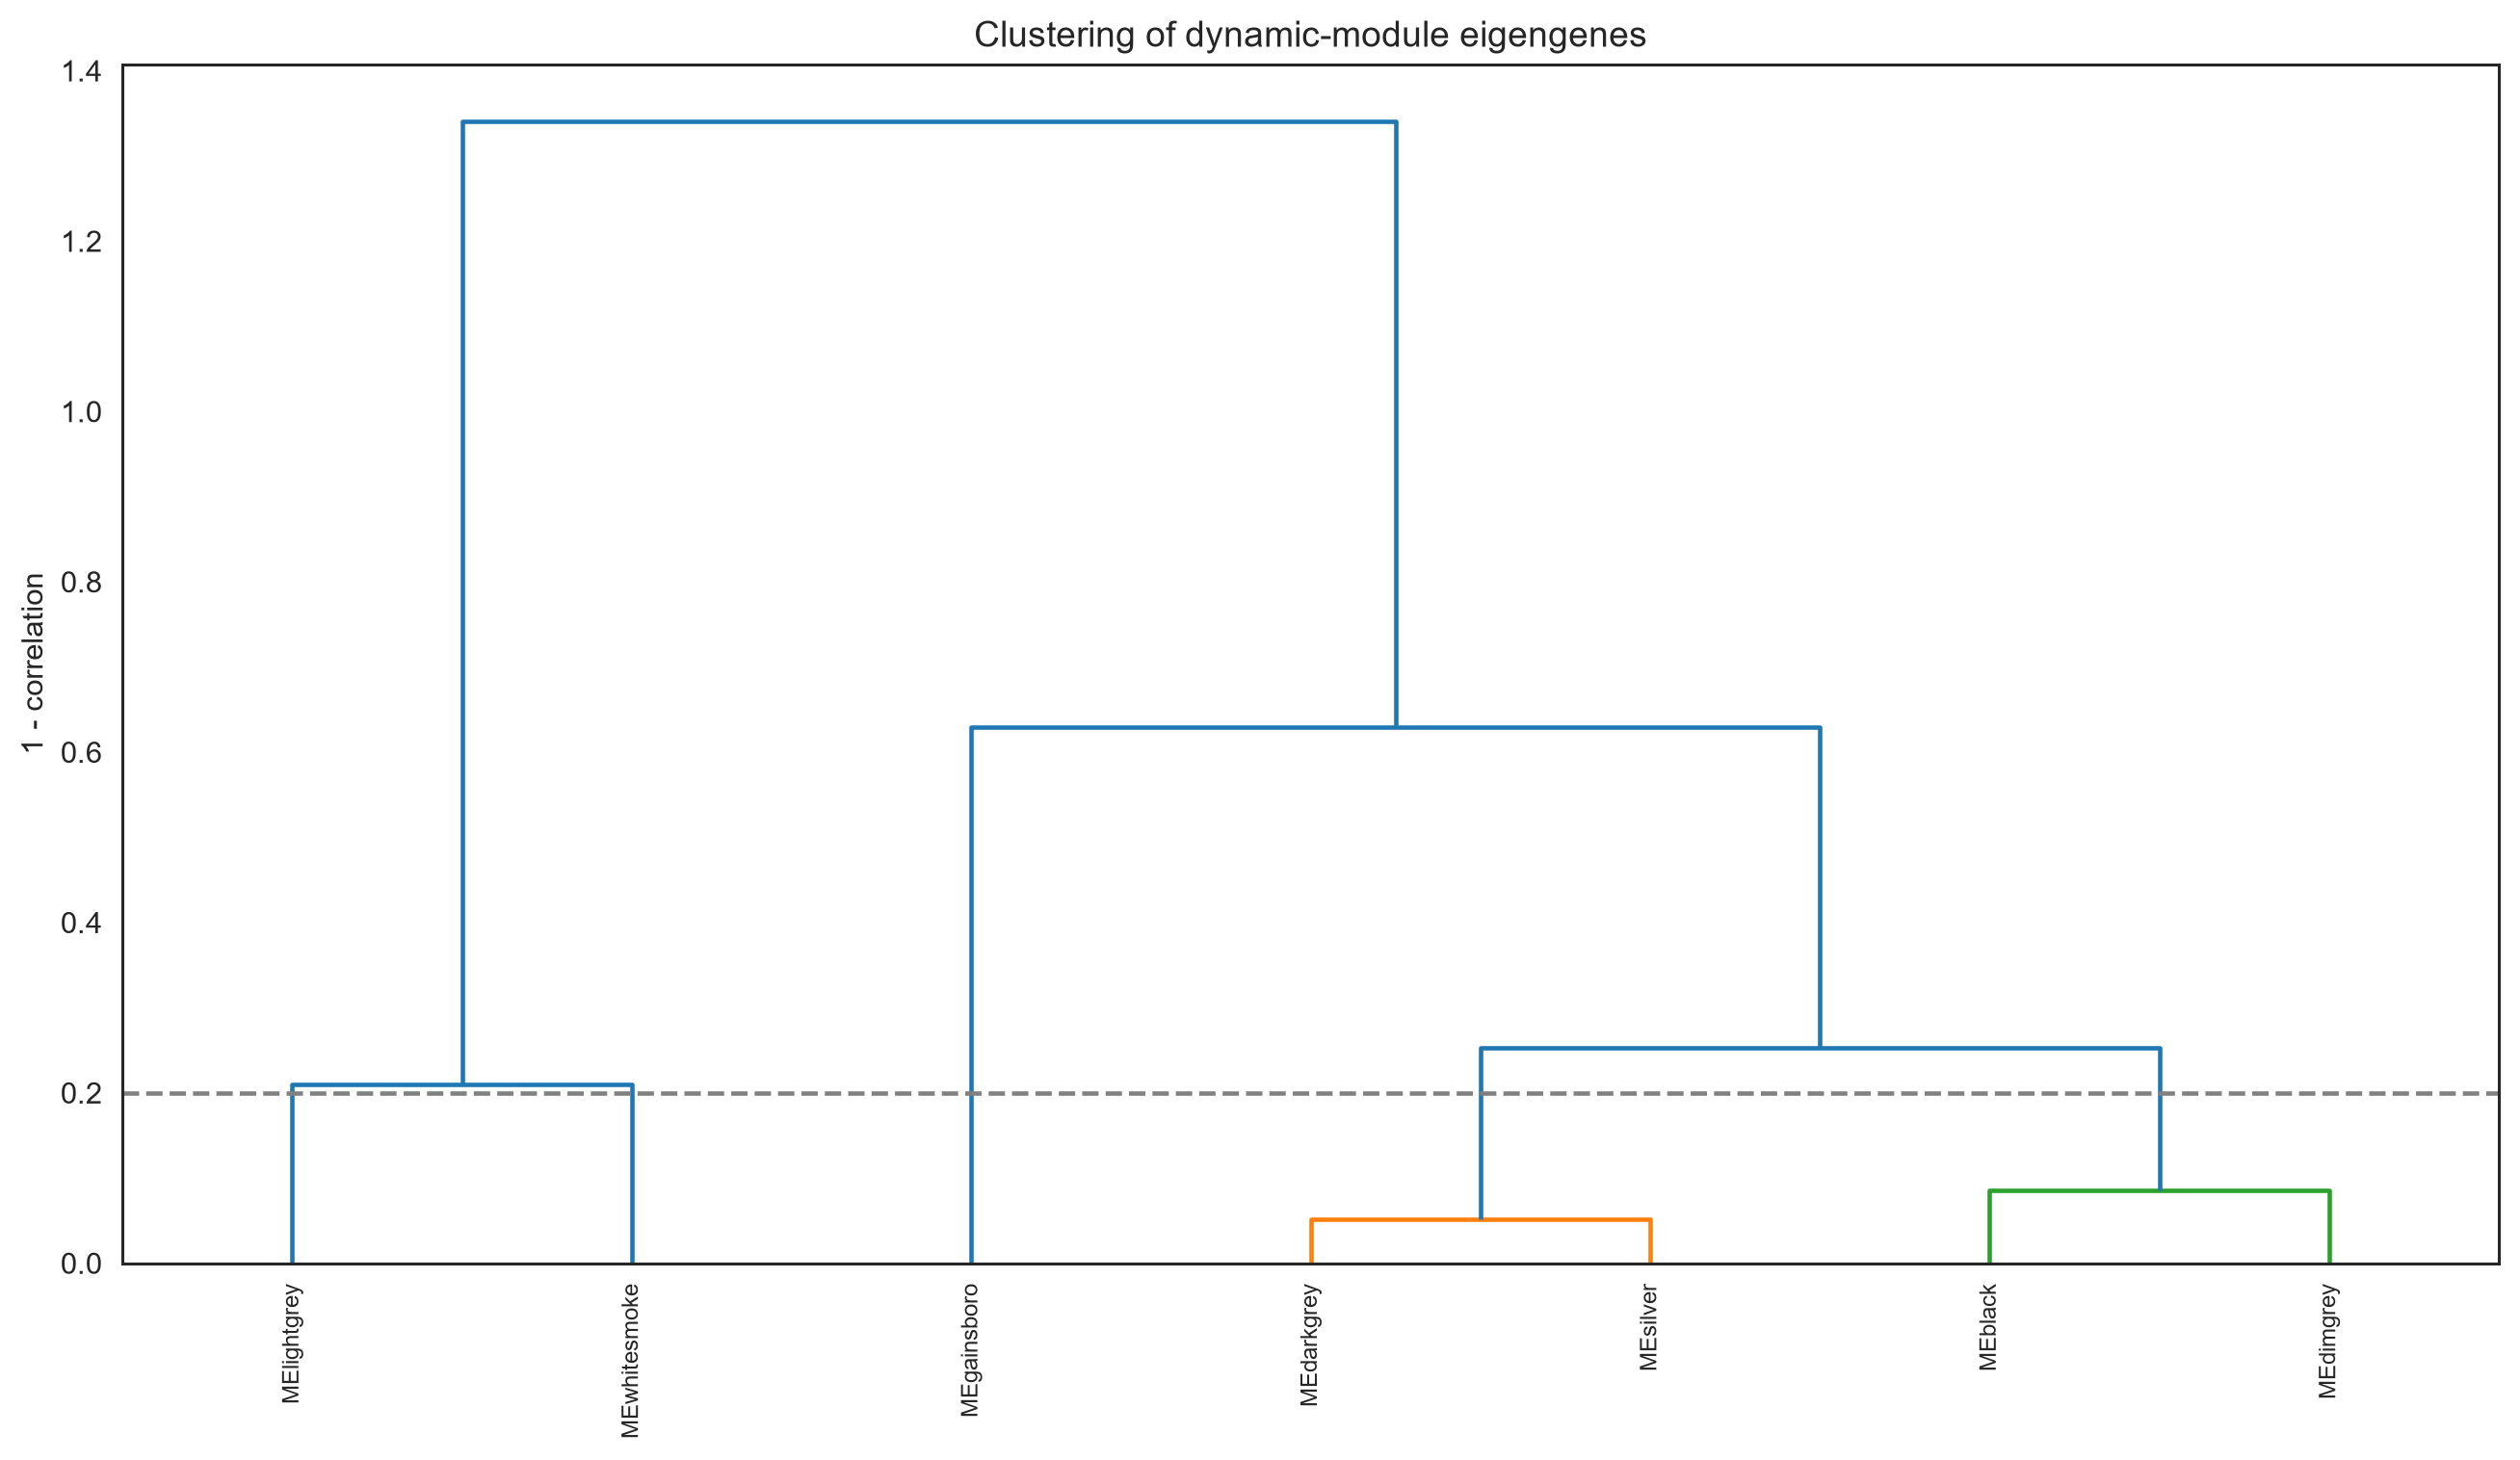 Clustering of dynamic-module eigengenes
1.4
1.2
1.0
0.8
0.6
0.4
0.2
0.0
1 - correlation
MElightgrey
MEwhitesmoke
MEgainsboro
MEdarkgrey
MEsilver
MEblack
MEdimgrey